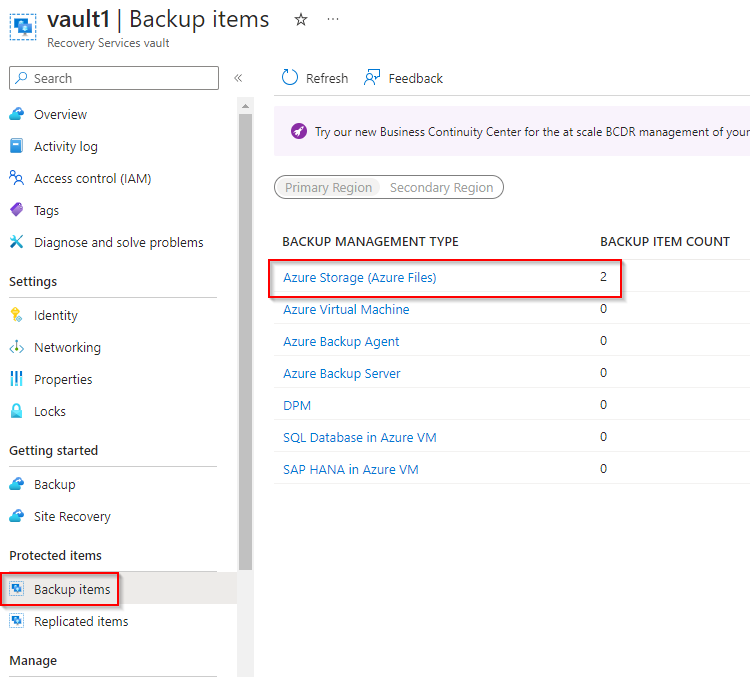 vault1 | Backup items
Recovery Services vault
Search
Refresh
Feedback
Overview
Activity log
Access control (IAM)
Tags
Diagnose and solve problems
Settings
Identity
Networking
Properties
Locks
Getting started
Backup
Site Recovery
Protected items
Backup items
Replicated items
Manage
Try our new Business Continuity Center for the at scale BCDR management of your
Primary Region Secondary Region
BACKUP MANAGEMENT TYPE BACKUP ITEM COUNT
Azure Storage (Azure Files) 2
Azure Virtual Machine 0
Azure Backup Agent 0
Azure Backup Server 0
DPM 0
SQL Database in Azure VM 0
SAP HANA in Azure VM 0